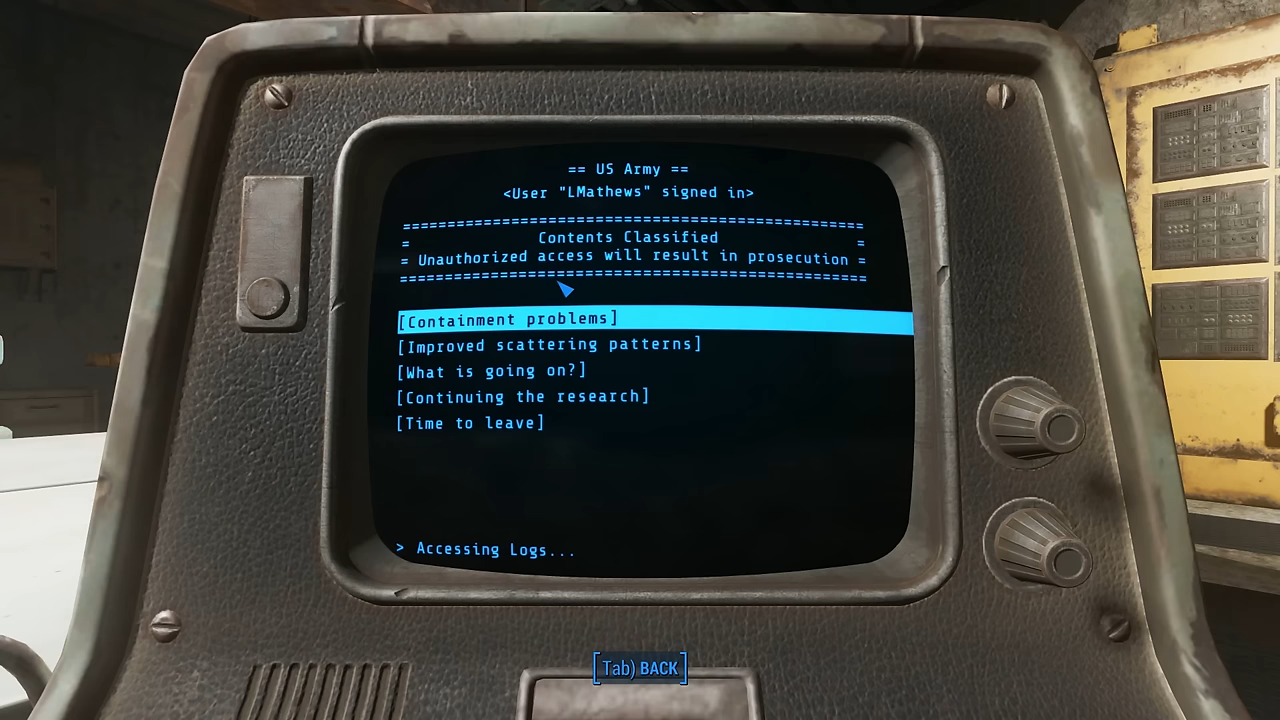 == US Army ==
<User "LMathews" signed in>
===================================================
= Contents Classified =
= Unauthorized access will result in prosecution =
===================================================
[Containment problems]
[Improved scattering patterns]
[What is going on?]
[Continuing the research]
[Time to leave]
> Accessing Logs...
[Tab) BACK]